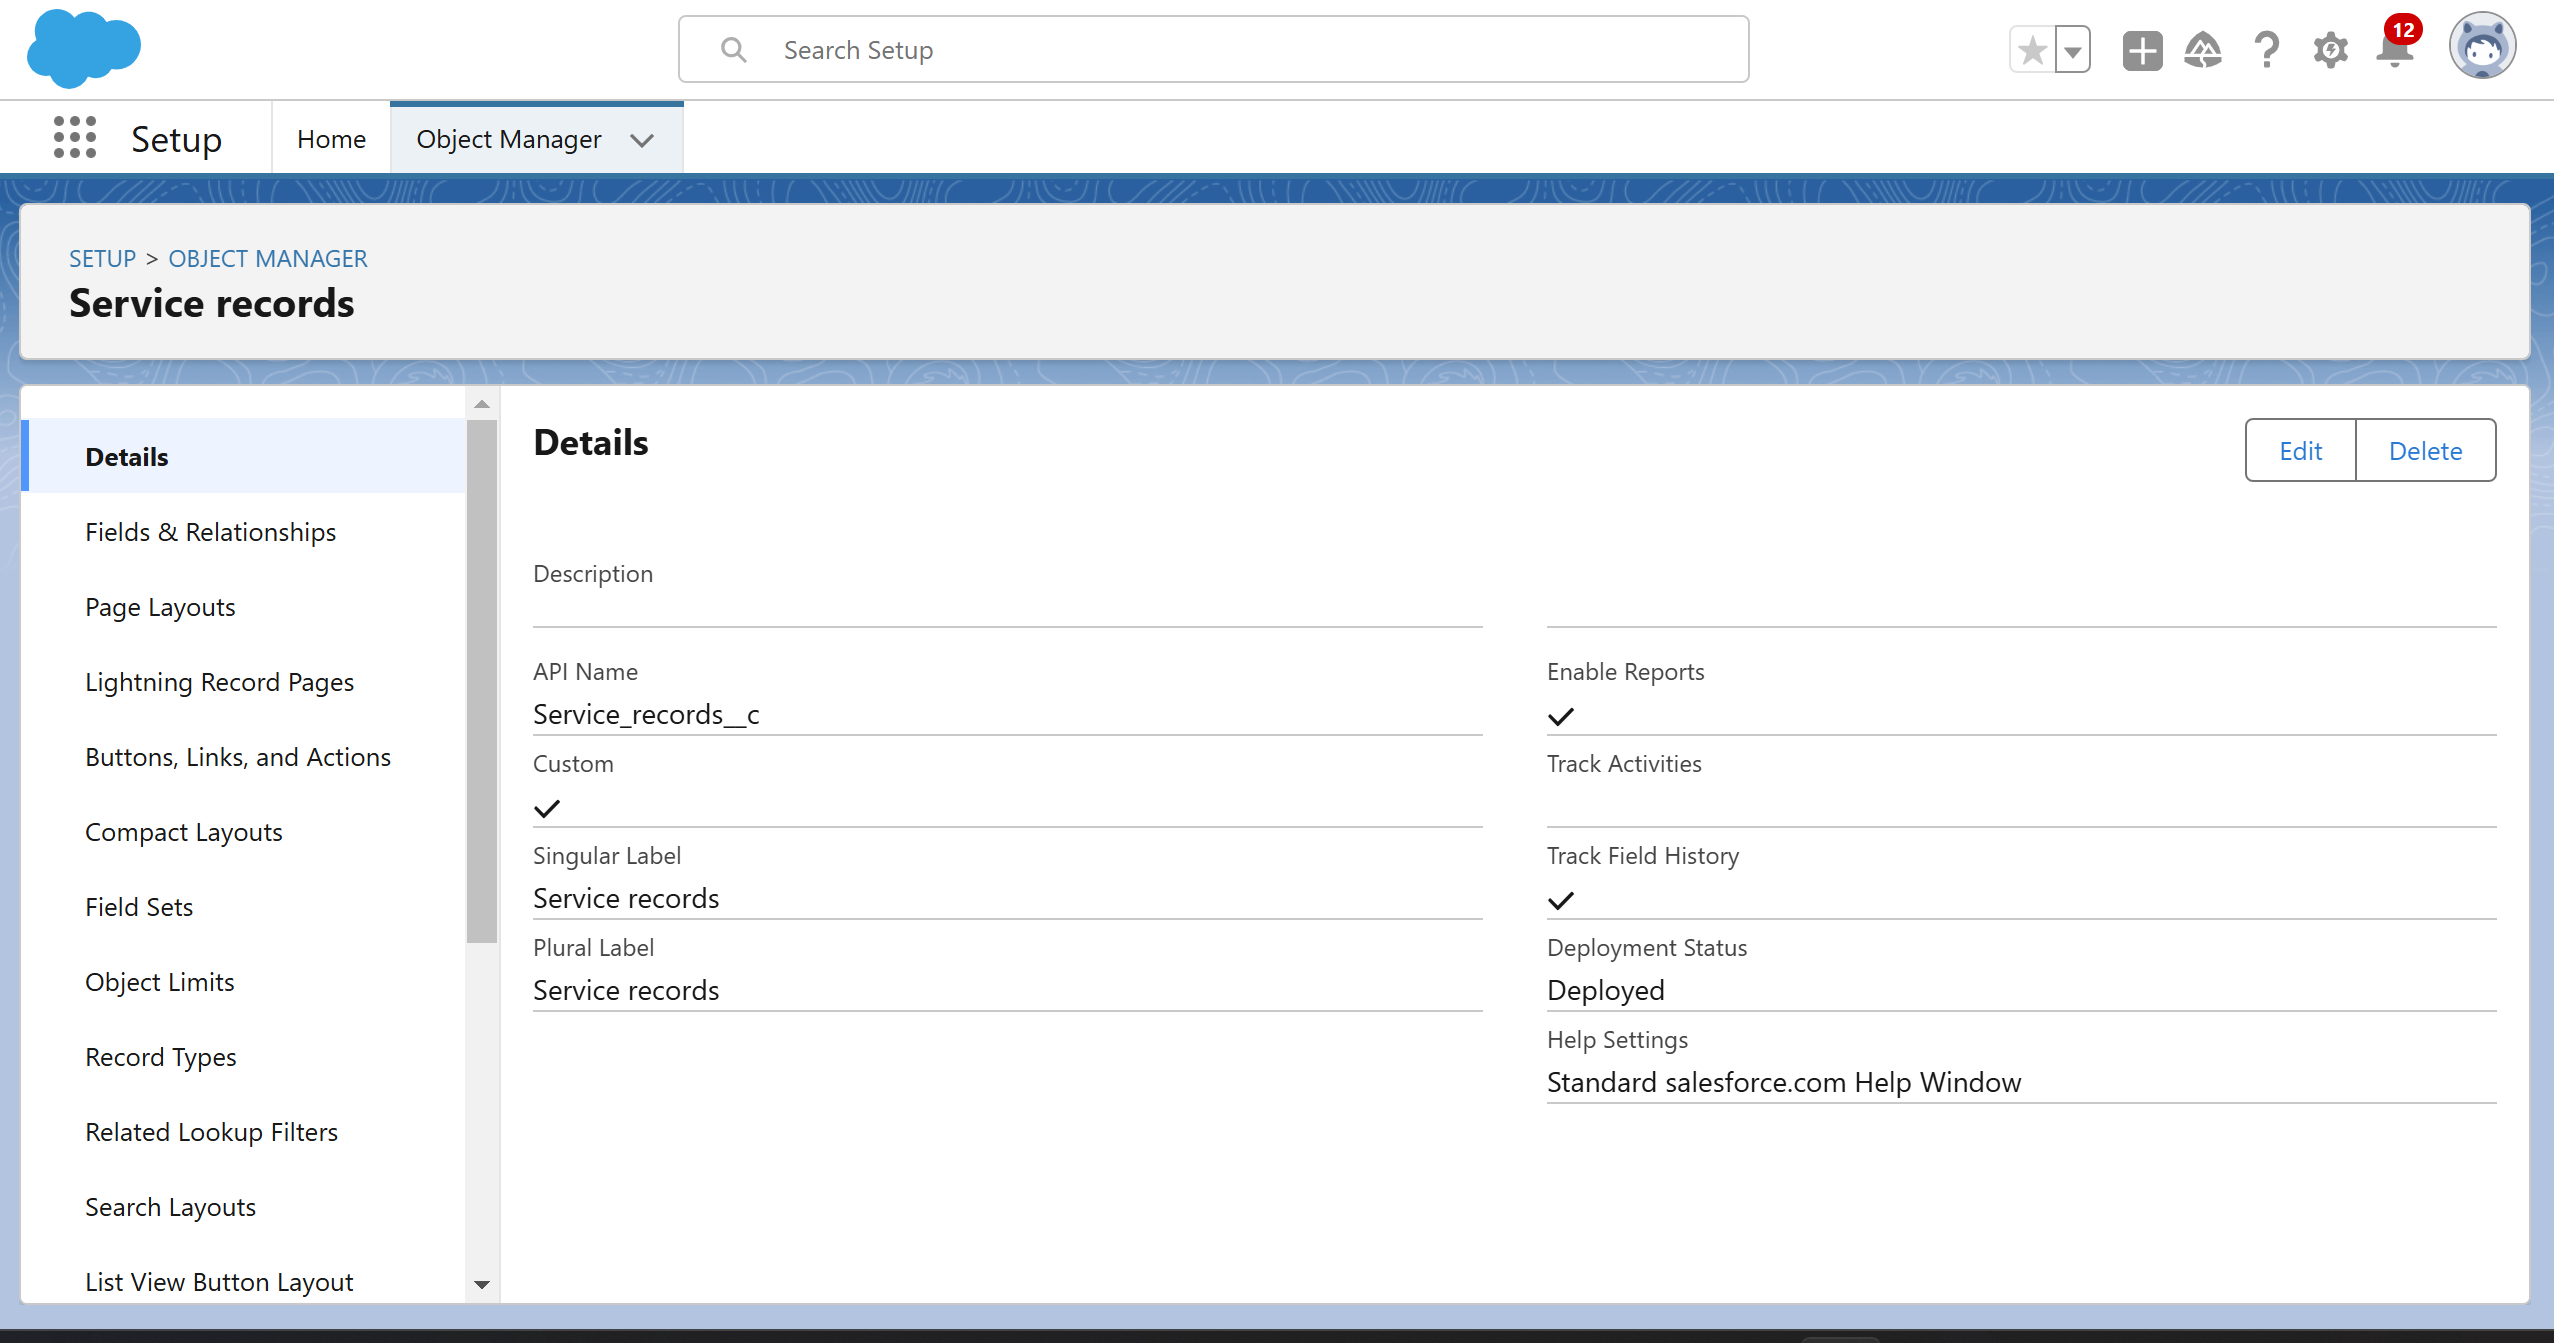 Search Setup
12
Setup
Home
Object Manager
SETUP > OBJECT MANAGER
Service records
Details
Fields & Relationships
Page Layouts
Lightning Record Pages
Buttons, Links, and Actions
Compact Layouts
Field Sets
Object Limits
Record Types
Related Lookup Filters
Search Layouts
List View Button Layout
Details
Edit
Delete
Description
API Name
Service_records__c
Custom
Singular Label
Service records
Plural Label
Service records
Enable Reports
Track Activities
Track Field History
Deployment Status
Deployed
Help Settings
Standard salesforce.com Help Window